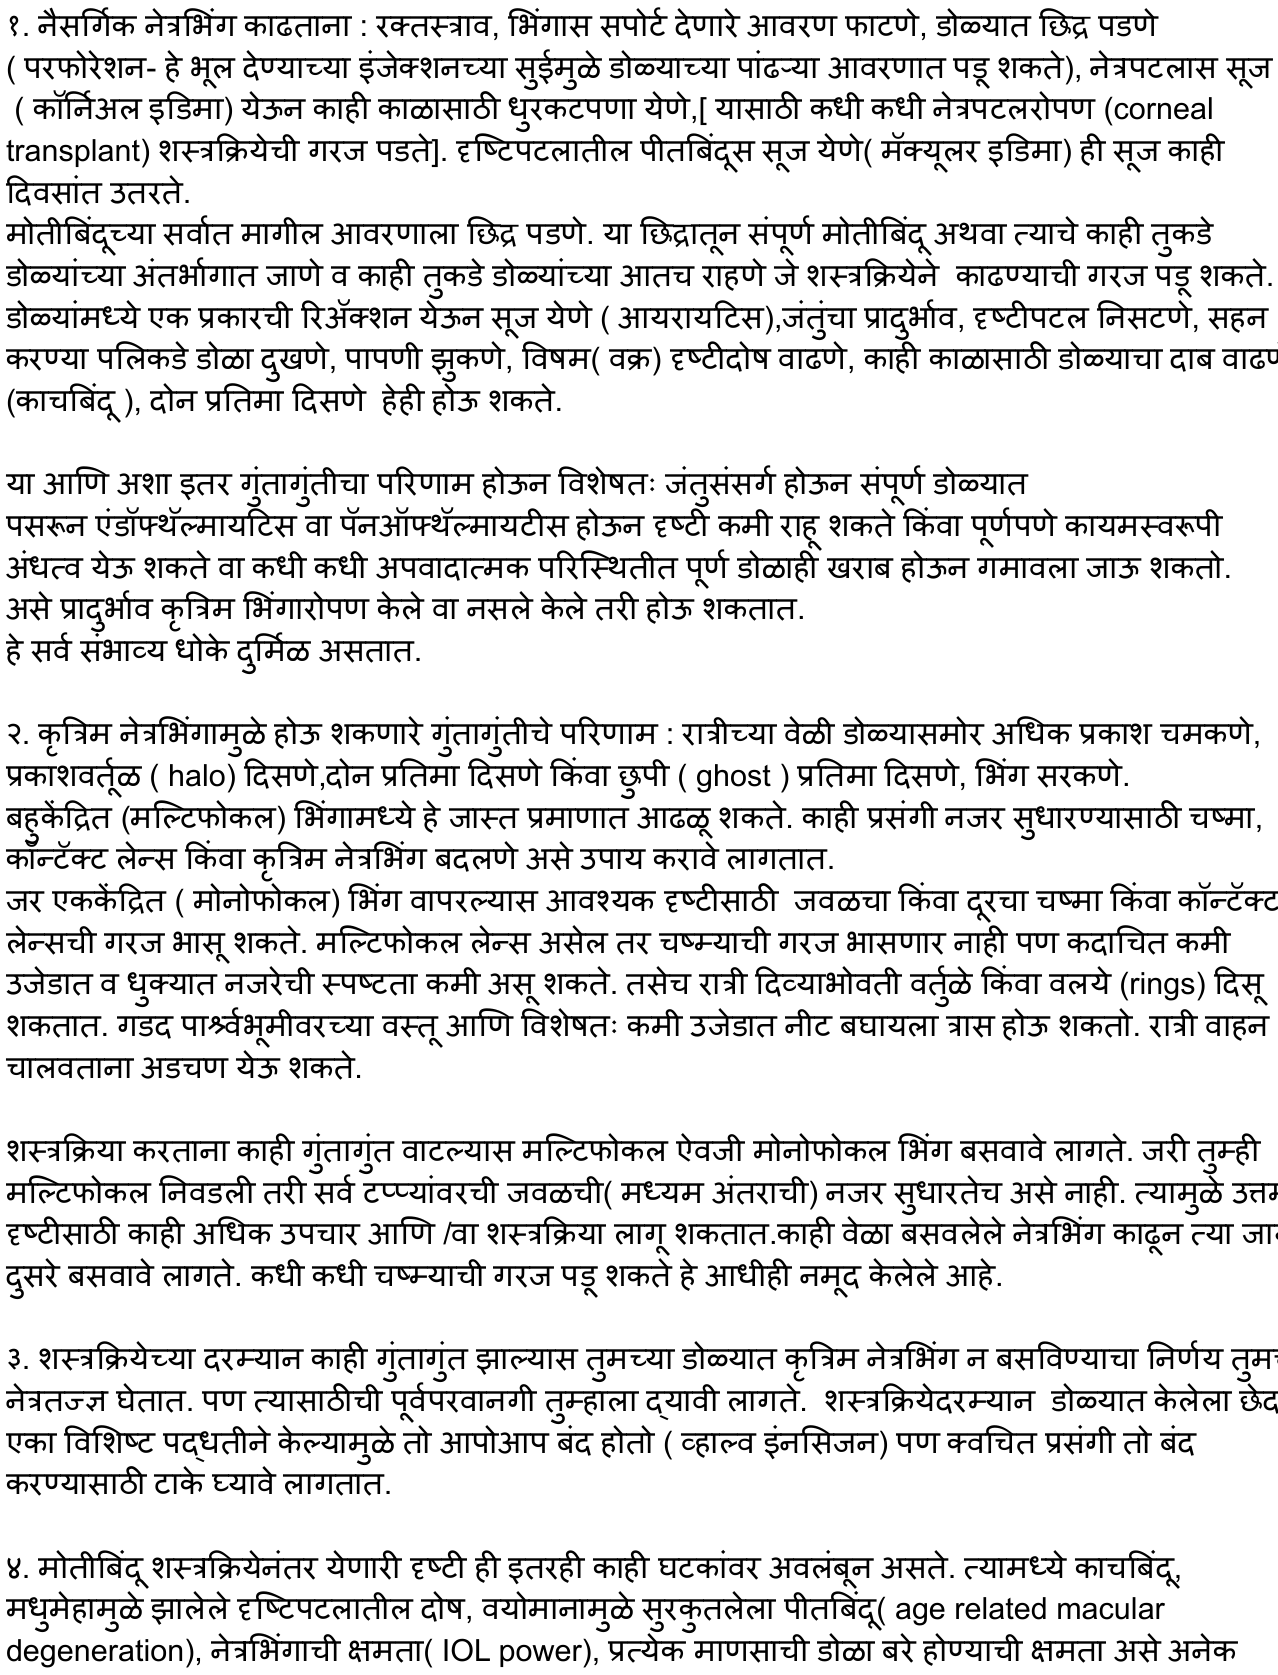 १. नैसर्गिक नेत्रभिंग काढताना : रक्तस्त्राव, भिंगास सपोर्ट देणारे आवरण फाटणे, डोळ्यात छिद्र पडणे
( परफोरेशन- हे भूल देण्याच्या इंजेक्शनच्या सुईमुळे डोळ्याच्या पांढऱ्या आवरणात पडू शकते), नेत्रपटलास सूज
( कॉर्निअल इडिमा) येऊन काही काळासाठी धुरकटपणा येणे,[ यासाठी कधी कधी नेत्रपटलरोपण (corneal
transplant) शस्त्रक्रियेची गरज पडते]. दृष्टिपटलातील पीतबिंदूस सूज येणे( मॅक्यूलर इडिमा) ही सूज काही
दिवसांत उतरते.
मोतीबिंदूच्या सर्वात मागील आवरणाला छिद्र पडणे. या छिद्रातून संपूर्ण मोतीबिंदू अथवा त्याचे काही तुकडे
डोळ्यांच्या अंतर्भागात जाणे व काही तुकडे डोळ्यांच्या आतच राहणे जे शस्त्रक्रियेने काढण्याची गरज पडू शकते.
डोळ्यांमध्ये एक प्रकारची रिॲक्शन येऊन सूज येणे ( आयरायटिस),जंतुंचा प्रादुर्भाव, दृष्टीपटल निसटणे, सहन
करण्या पलिकडे डोळा दुखणे, पापणी झुकणे, विषम( वक्र) दृष्टीदोष वाढणे, काही काळासाठी डोळ्याचा दाब वाढणे
(काचबिंदू ), दोन प्रतिमा दिसणे हेही होऊ शकते.
या आणि अशा इतर गुंतागुंतीचा परिणाम होऊन विशेषतः जंतुसंसर्ग होऊन संपूर्ण डोळ्यात
पसरून एंडॉफ्थॅल्मायटिस वा पॅनऑफ्थॅल्मायटीस होऊन दृष्टी कमी राहू शकते किंवा पूर्णपणे कायमस्वरूपी
अंधत्व येऊ शकते वा कधी कधी अपवादात्मक परिस्थितीत पूर्ण डोळाही खराब होऊन गमावला जाऊ शकतो.
असे प्रादुर्भाव कृत्रिम भिंगारोपण केले वा नसले केले तरी होऊ शकतात.
हे सर्व संभाव्य धोके दुर्मिळ असतात.
२. कृत्रिम नेत्रभिंगामुळे होऊ शकणारे गुंतागुंतीचे परिणाम : रात्रीच्या वेळी डोळ्यासमोर अधिक प्रकाश चमकणे,
प्रकाशवर्तूळ ( halo) दिसणे,दोन प्रतिमा दिसणे किंवा छुपी ( ghost ) प्रतिमा दिसणे, भिंग सरकणे.
बहुकेंद्रित (मल्टिफोकल) भिंगामध्ये हे जास्त प्रमाणात आढळू शकते. काही प्रसंगी नजर सुधारण्यासाठी चष्मा,
कॉन्टॅक्ट लेन्स किंवा कृत्रिम नेत्रभिंग बदलणे असे उपाय करावे लागतात.
जर एककेंद्रित ( मोनोफोकल) भिंग वापरल्यास आवश्यक दृष्टीसाठी जवळचा किंवा दूरचा चष्मा किंवा कॉन्टॅक्ट
लेन्सची गरज भासू शकते. मल्टिफोकल लेन्स असेल तर चष्म्याची गरज भासणार नाही पण कदाचित कमी
उजेडात व धुक्यात नजरेची स्पष्टता कमी असू शकते. तसेच रात्री दिव्याभोवती वर्तुळे किंवा वलये (rings) दिसू
शकतात. गडद पार्श्वभूमीवरच्या वस्तू आणि विशेषतः कमी उजेडात नीट बघायला त्रास होऊ शकतो. रात्री वाहन
चालवताना अडचण येऊ शकते.
शस्त्रक्रिया करताना काही गुंतागुंत वाटल्यास मल्टिफोकल ऐवजी मोनोफोकल भिंग बसवावे लागते. जरी तुम्ही
मल्टिफोकल निवडली तरी सर्व टप्प्यांवरची जवळची( मध्यम अंतराची) नजर सुधारतेच असे नाही. त्यामुळे
दृष्टीसाठी काही अधिक उपचार आणि /वा शस्त्रक्रिया लागू शकतात.काही वेळा बसवलेले नेत्रभिंग काढून त्या
दुसरे बसवावे लागते. कधी कधी चष्म्याची गरज पडू शकते हे आधीही नमूद केलेले आहे.
३. शस्त्रक्रियेच्या दरम्यान काही गुंतागुंत झाल्यास तुमच्या डोळ्यात कृत्रिम नेत्रभिंग न बसविण्याचा निर्णय
नेत्रतज्ज्ञ घेतात. पण त्यासाठीची पूर्वपरवानगी तुम्हाला द्‌यावी लागते. शस्त्रक्रियेदरम्यान डोळ्यात केलेला छेद
एका विशिष्ट पद्‌धतीने केल्यामुळे तो आपोआप बंद होतो ( व्हाल्व इंनसिजन) पण क्वचित प्रसंगी तो बंद
करण्यासाठी टाके घ्यावे लागतात.
४. मोतीबिंदू शस्त्रक्रियेनंतर येणारी दृष्टी ही इतरही काही घटकांवर अवलंबून असते. त्यामध्ये काचबिंदू,
मधुमेहामुळे झालेले दृष्टिपटलातील दोष, वयोमानामुळे सुरकुतलेला पीतबिंदू( age related macular
degeneration), नेत्रभिंगाची क्षमता( IOL power), प्रत्येक माणसाची डोळा बरे होण्याची क्षमता असे अनेक